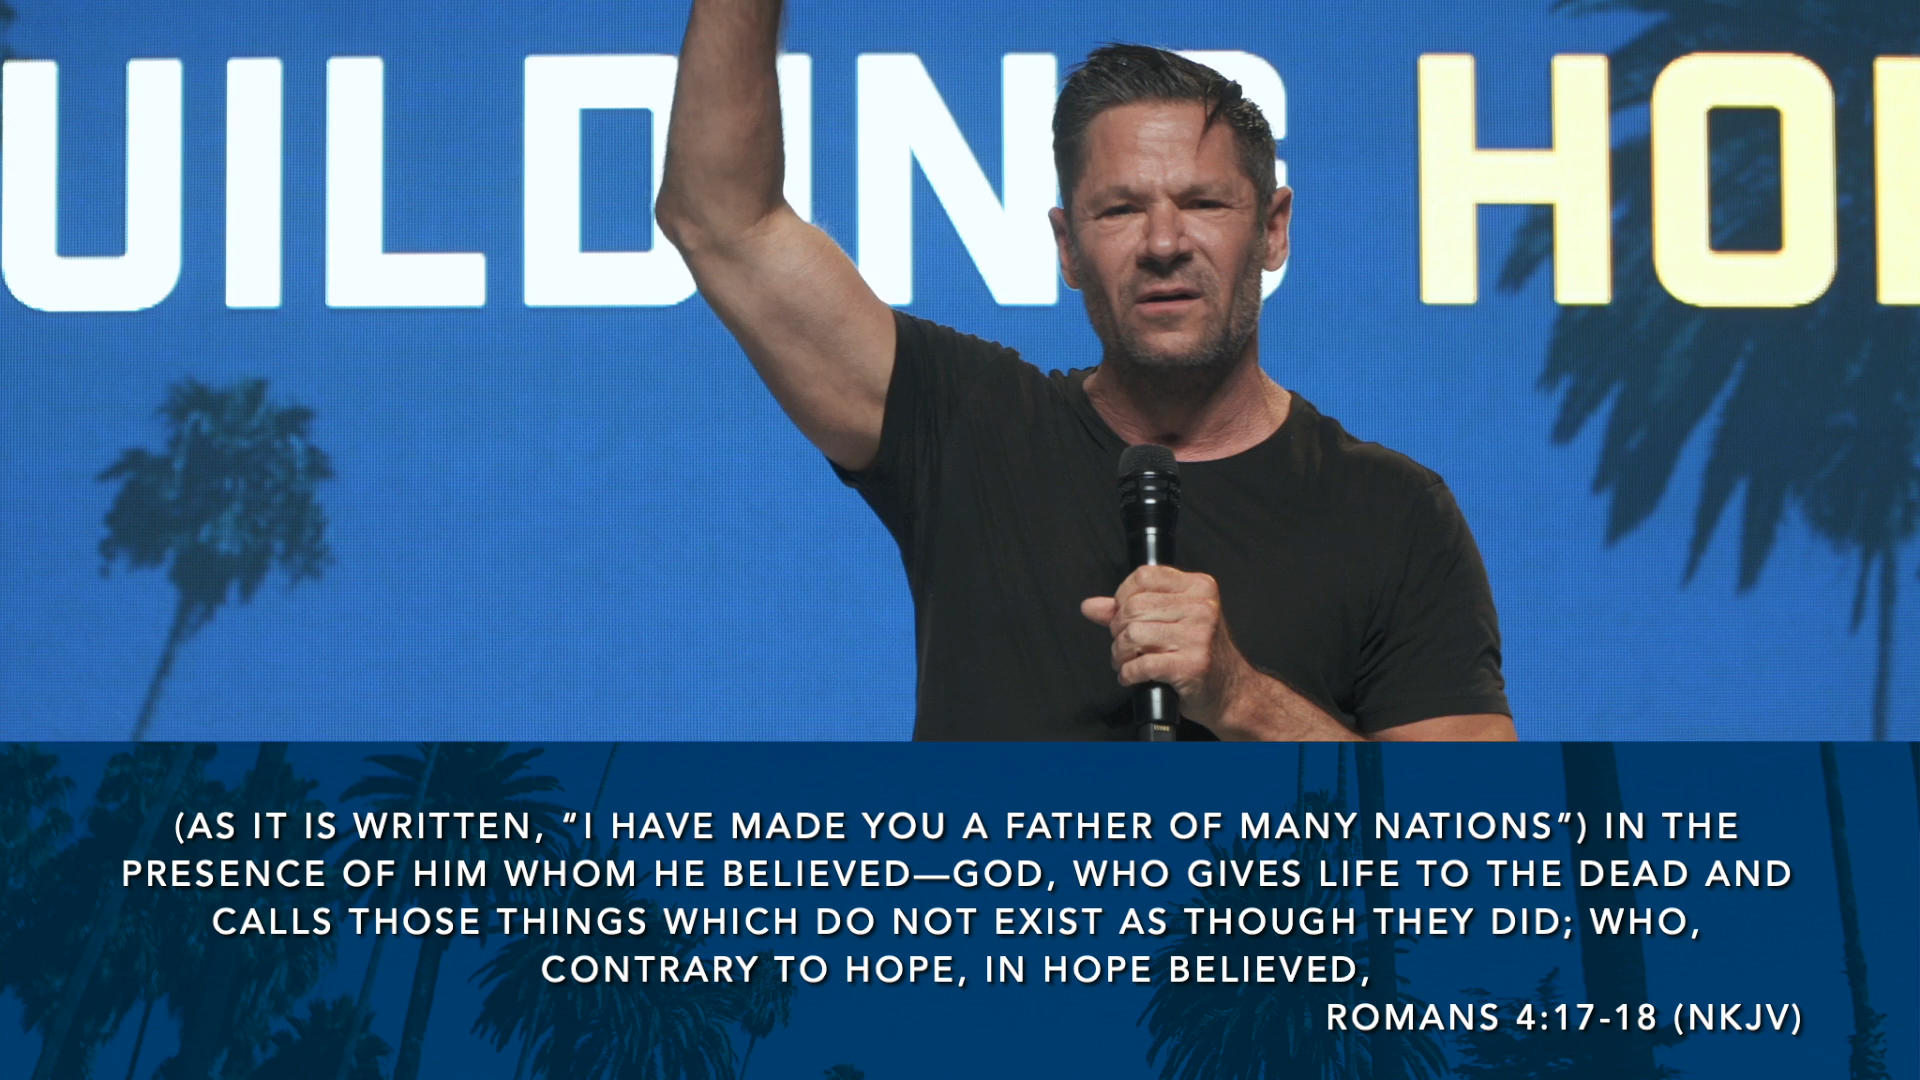 UILDING HO
(AS IT IS WRITTEN, “I HAVE MADE YOU A FATHER OF MANY NATIONS”) IN THE
PRESENCE OF HIM WHOM HE BELIEVED—GOD, WHO GIVES LIFE TO THE DEAD AND
CALLS THOSE THINGS WHICH DO NOT EXIST AS THOUGH THEY DID; WHO,
CONTRARY TO HOPE, IN HOPE BELIEVED,
ROMANS 4:17-18 (NKJV)